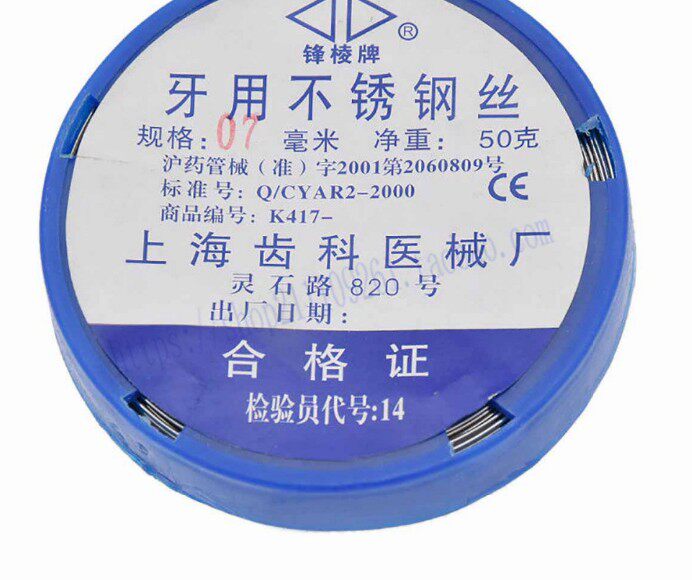 ®
锋棱牌
牙用不锈钢丝
规格:07 毫米 净重: 50克
沪药管械(准)字2001第2060809号
标准号: Q/CYAR2-2000 CE
商品编号: K417-
上海齿科医械厂
灵石路820号
出厂日期:
合格证
检验员代号:14